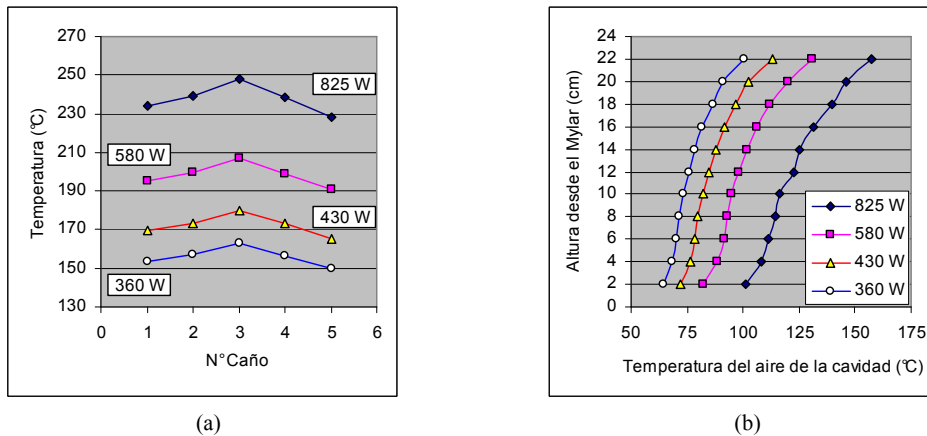 Temperatura (°C)
270
250
230
210
190
170
150
130
825 W
580 W
430 W
360 W
0 1 2 3 4 5 6
N°Caño
(a)
Altura desde el Mylar (cm)
24
22
20
18
16
14
12
10
8
6
4
2
0
825 W
580 W
430 W
360 W
50 75 100 125 150 175
Temperatura del aire de la cavidad (°C)
(b)